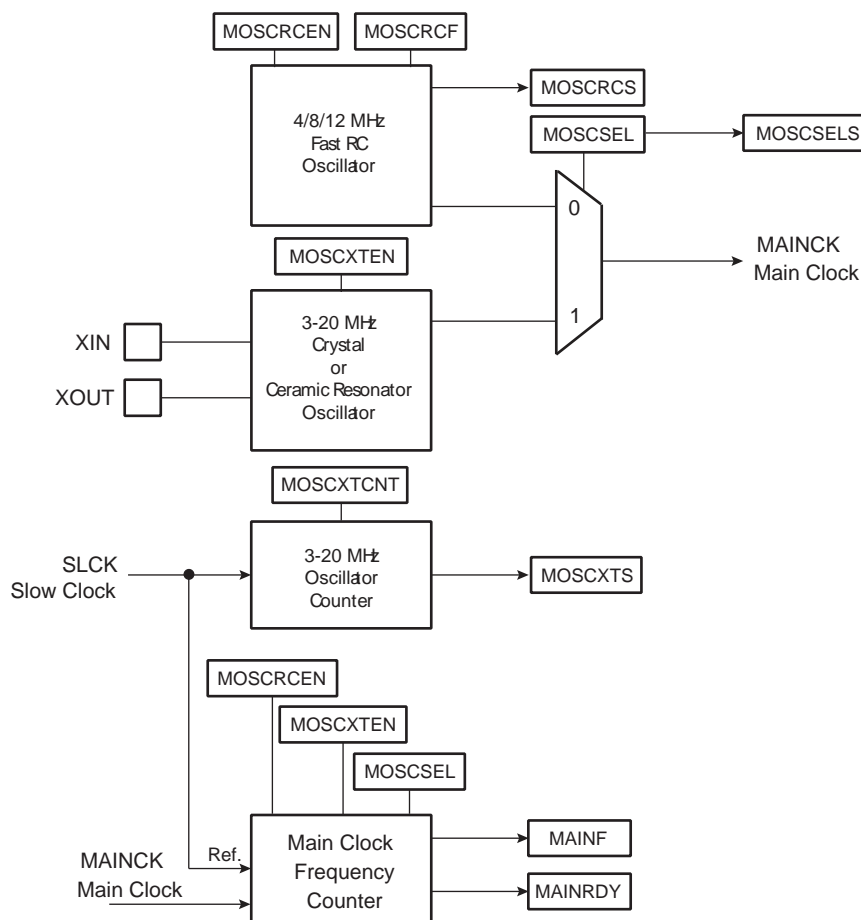 MOSCRCEN
MOSCRCF
4/8/12 MHz
Fast RC
Oscillator
MOSCRCS
MOSCSEL
MOSCSELS
0
1
MAINCK
Main Clock
MOSCXTEN
3-20 MHz
Crystal
or
Ceramic Resonator
Oscillator
XIN
XOUT
MOSCXTCNT
3-20 MHz
Oscillator
Counter
SLCK
Slow Clock
MOSCXTS
MOSCRCEN
MOSCXTEN
MOSCSEL
Main Clock
Frequency
Counter
Ref.
MAINCK
Main Clock
MAINF
MAINRDY